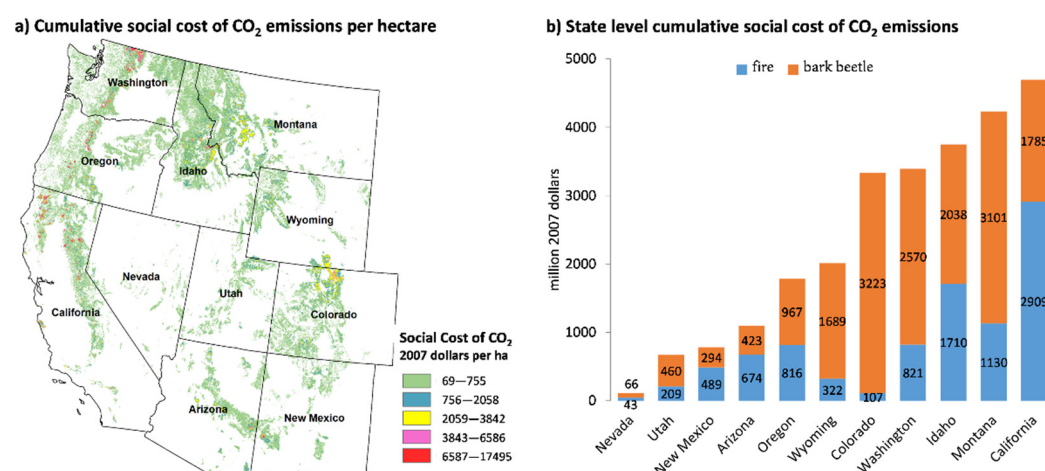 a) Cumulative social cost of CO₂ emissions per hectare
Washington
Montana
Oregon
Idaho
Wyoming
Nevada
Utah
Colorado
California
Arizona
New Mexico
Social Cost of CO₂
2007 dollars per ha
69—755
756—2058
2059—3842
3843—6586
6587—17495
b) State level cumulative social cost of CO₂ emissions
fire
bark beetle
million 2007 dollars
5000
4000
3000
2000
1000
0
66
43
460
209
294
489
423
674
967
816
1689
322
3223
107
2570
821
2038
1710
3101
1130
1785
2909
Nevada
Utah
New Mexico
Arizona
Oregon
Wyoming
Colorado
Washington
Idaho
Montana
California